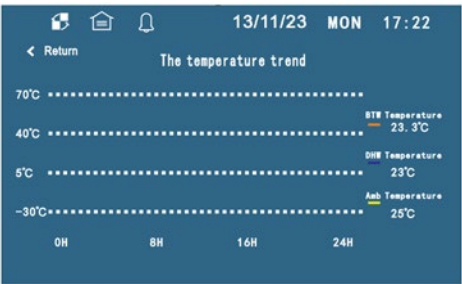 13/11/23 MON 17:22
Return
The temperature trend
70℃
BTW Temperature
23.3℃
40℃
DHW Temperature
23℃
5℃
Amb Temperature
25℃
-30℃
0H 8H 16H 24H